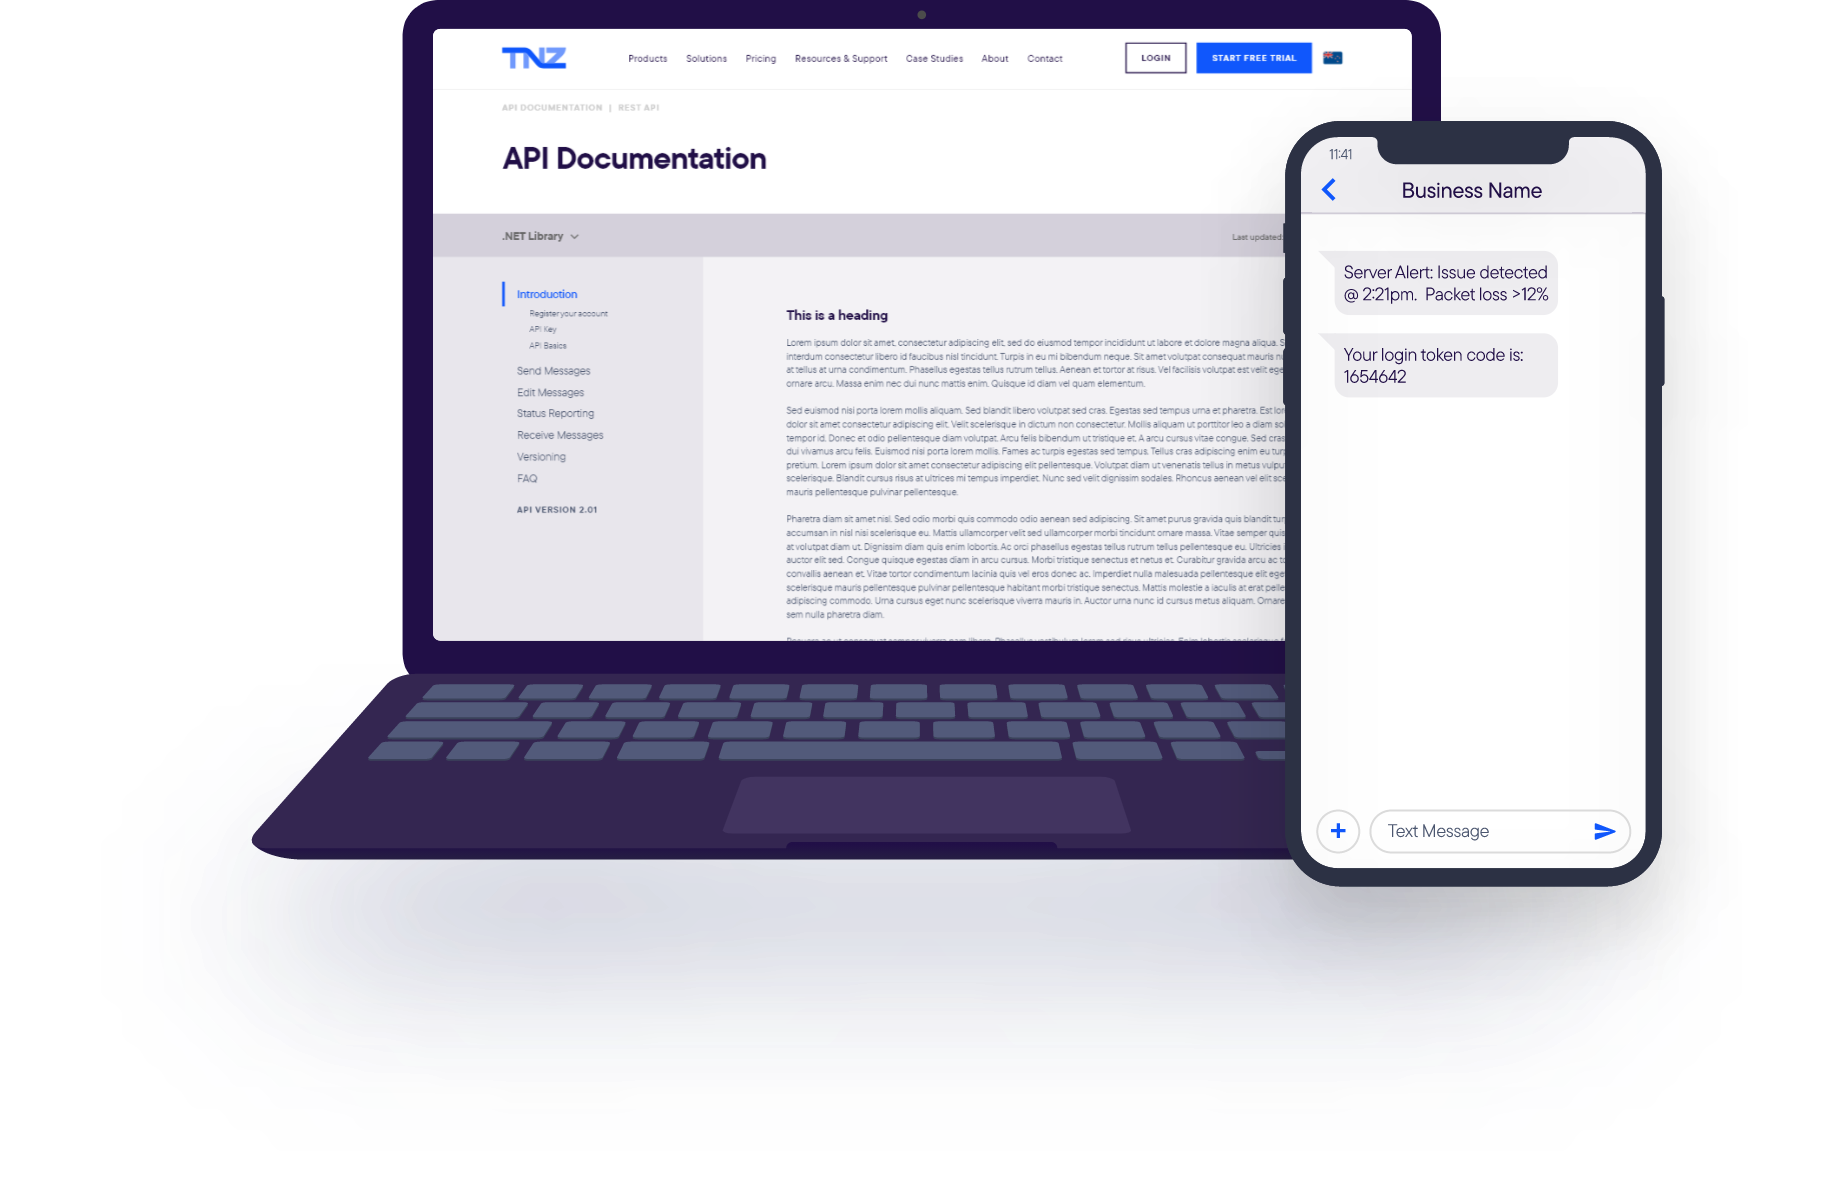 TNZ
Products Solutions Pricing Resources & Support Case Studies About Contact
LOGIN
START FREE TRIAL
API DOCUMENTATION | REST API
API Documentation
.NET Library
Last updated:
Introduction
Register your account
API Key
API Basics
Send Messages
Edit Messages
Status Reporting
Receive Messages
Versioning
FAQ
API VERSION 2.01
This is a heading
Lorem ipsum dolor sit amet, consectetur adipiscing elit, sed do eiusmod tempor incididunt ut labore et dolore magna aliqua. S
interdum consectetur libero id faucibus nisl tincidunt. Turpis in eu mi bibendum neque. Sit amet volutpat consequat mauris
at tellus at urna condimentum. Phasellus egestas tellus rutrum tellus. Aenean et tortor at risus. Vel facilisis volutpat est velit
ornare arcu. Massa enim nec dui nunc mattis enim. Quisque id diam vel quam elementum.
Sed euismod nisi porta lorem mollis aliquam. Sed blandit libero volutpat sed cras. Egestas sed tempus urna et pharetra. Est
dolor sit amet consectetur adipiscing elit. Velit scelerisque in dictum non consectetur. Mollis aliquam ut porttitor leo a diam
tempor id. Donec et odio pellentesque diam volutpat. Arcu felis bibendum ut tristique et. A arcu cursus vitae congue. Sed cras
dui vivamus arcu felis. Euismod nisi porta lorem mollis. Fames ac turpis egestas sed tempus. Tellus cras adipiscing enim eu
pretium. Lorem ipsum dolor sit amet consectetur adipiscing elit pellentesque. Volutpat diam ut venenatis tellus in metus
scelerisque. Blandit cursus risus at ultrices mi tempus imperdiet. Nunc sed velit dignissim sodales. Rhoncus aenean vel elit
mauris pellentesque pulvinar pellentesque.
Pharetra diam sit amet nisl. Sed odio morbi quis commodo odio aenean sed adipiscing. Sit amet purus gravida quis blandit
accumsan in nisl nisi scelerisque eu. Mattis ullamcorper velit sed ullamcorper morbi tincidunt ornare massa. Vitae semper quis
at volutpat diam ut. Dignissim diam quis enim lobortis. Ac orci phasellus egestas tellus rutrum tellus pellentesque eu. Ultricies
auctor elit sed. Congue quisque egestas diam in arcu cursus. Morbi tristique senectus et netus et. Curabitur gravida arcu ac
convallis aenean et. Vitae tortor condimentum lacinia quis vel eros donec ac. Imperdiet nulla malesuada pellentesque elit
scelerisque mauris pellentesque pulvinar pellentesque habitant morbi tristique senectus. Mattis molestie a iaculis at erat
adipiscing commodo. Urna cursus eget nunc scelerisque viverra mauris in. Auctor urna nunc id cursus metus aliquam. Ornare
sem nulla pharetra diam.
11:41
Business Name
Server Alert: Issue detected
@ 2:21pm. Packet loss >12%
Your login token code is:
1654642
+
Text Message